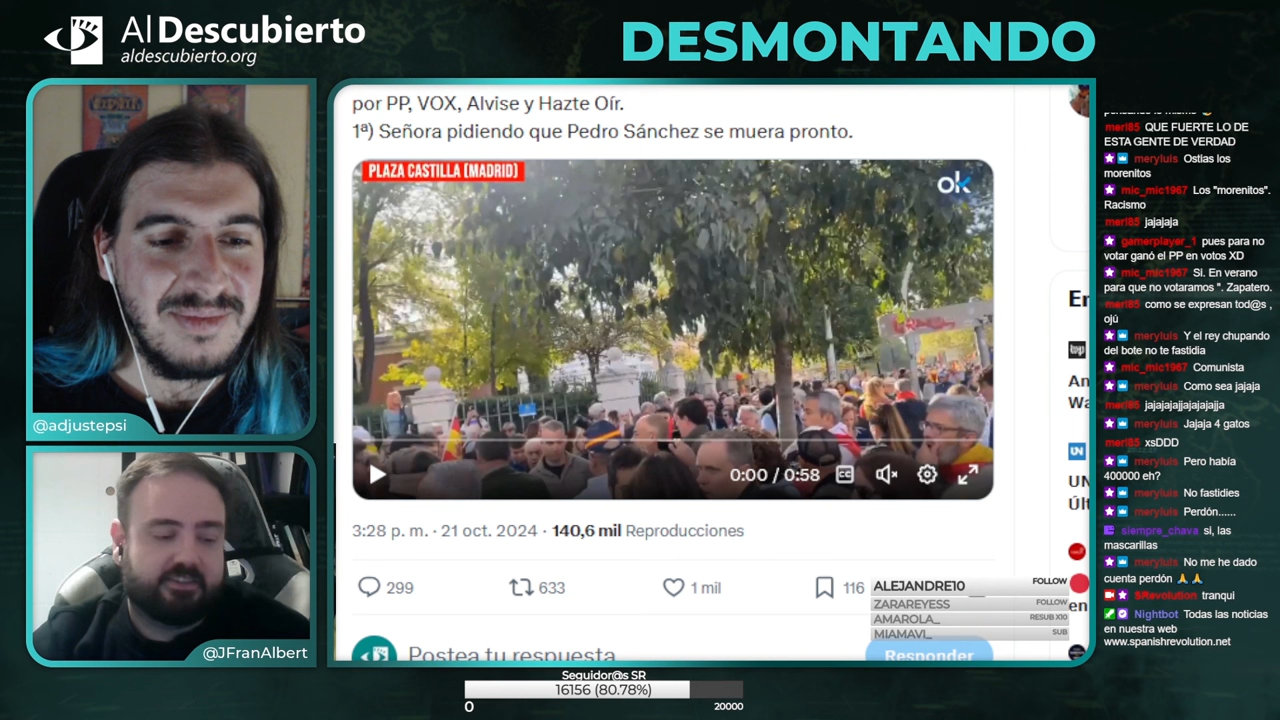 Al Descubierto
aldescubierto.org
DESMONTANDO
@adjustepsi
@JFranAlbert
por PP, VOX, Alvise y Hazte Oír.
1ª) Señora pidiendo que Pedro Sánchez se muera pronto.
PLAZA CASTILLA (MADRID)
ok
0:00 / 0:58
CC
3:28 p. m. · 21 oct. 2024 · 140,6 mil Reproducciones
299
633
1 mil
116
ALEJANDRE10 FOLLOW
ZARAREYESS FOLLOW
AMAROLA_ RESUB X10
MIAMAVI_ SUB
Postea tu respuesta
Responder
en
merl85 QUE FUERTE LO DE
ESTA GENTE DE VERDAD
meryluis Ostias los
morenitos
mic_mic1967 Los "morenitos".
Racismo
merl85 jajajaja
gamerplayer_1 pues para no
votar ganó el PP en votos XD
mic_mic1967 Si. En verano
para que no votaramos ". Zapatero.
merl85 como se expresan tod@s ,
ojú
meryluis Y el rey chupando
del bote no te fastidia
mic_mic1967 Comunista
meryluis Como sea jajaja
merl85 jajajajajjajajajajja
meryluis Jajaja 4 gatos
merl85 xsDDD
meryluis Pero había
400000 eh?
meryluis No fastidies
meryluis Perdón......
siempre_chava si, las
mascarillas
meryluis No me he dado
cuenta perdón 🙏 🙏
SRevolution tranqui
Nightbot Todas las noticias
en nuestra web
www.spanishrevolution.net
Seguidor@s SR
16156 (80.78%)
0
20000